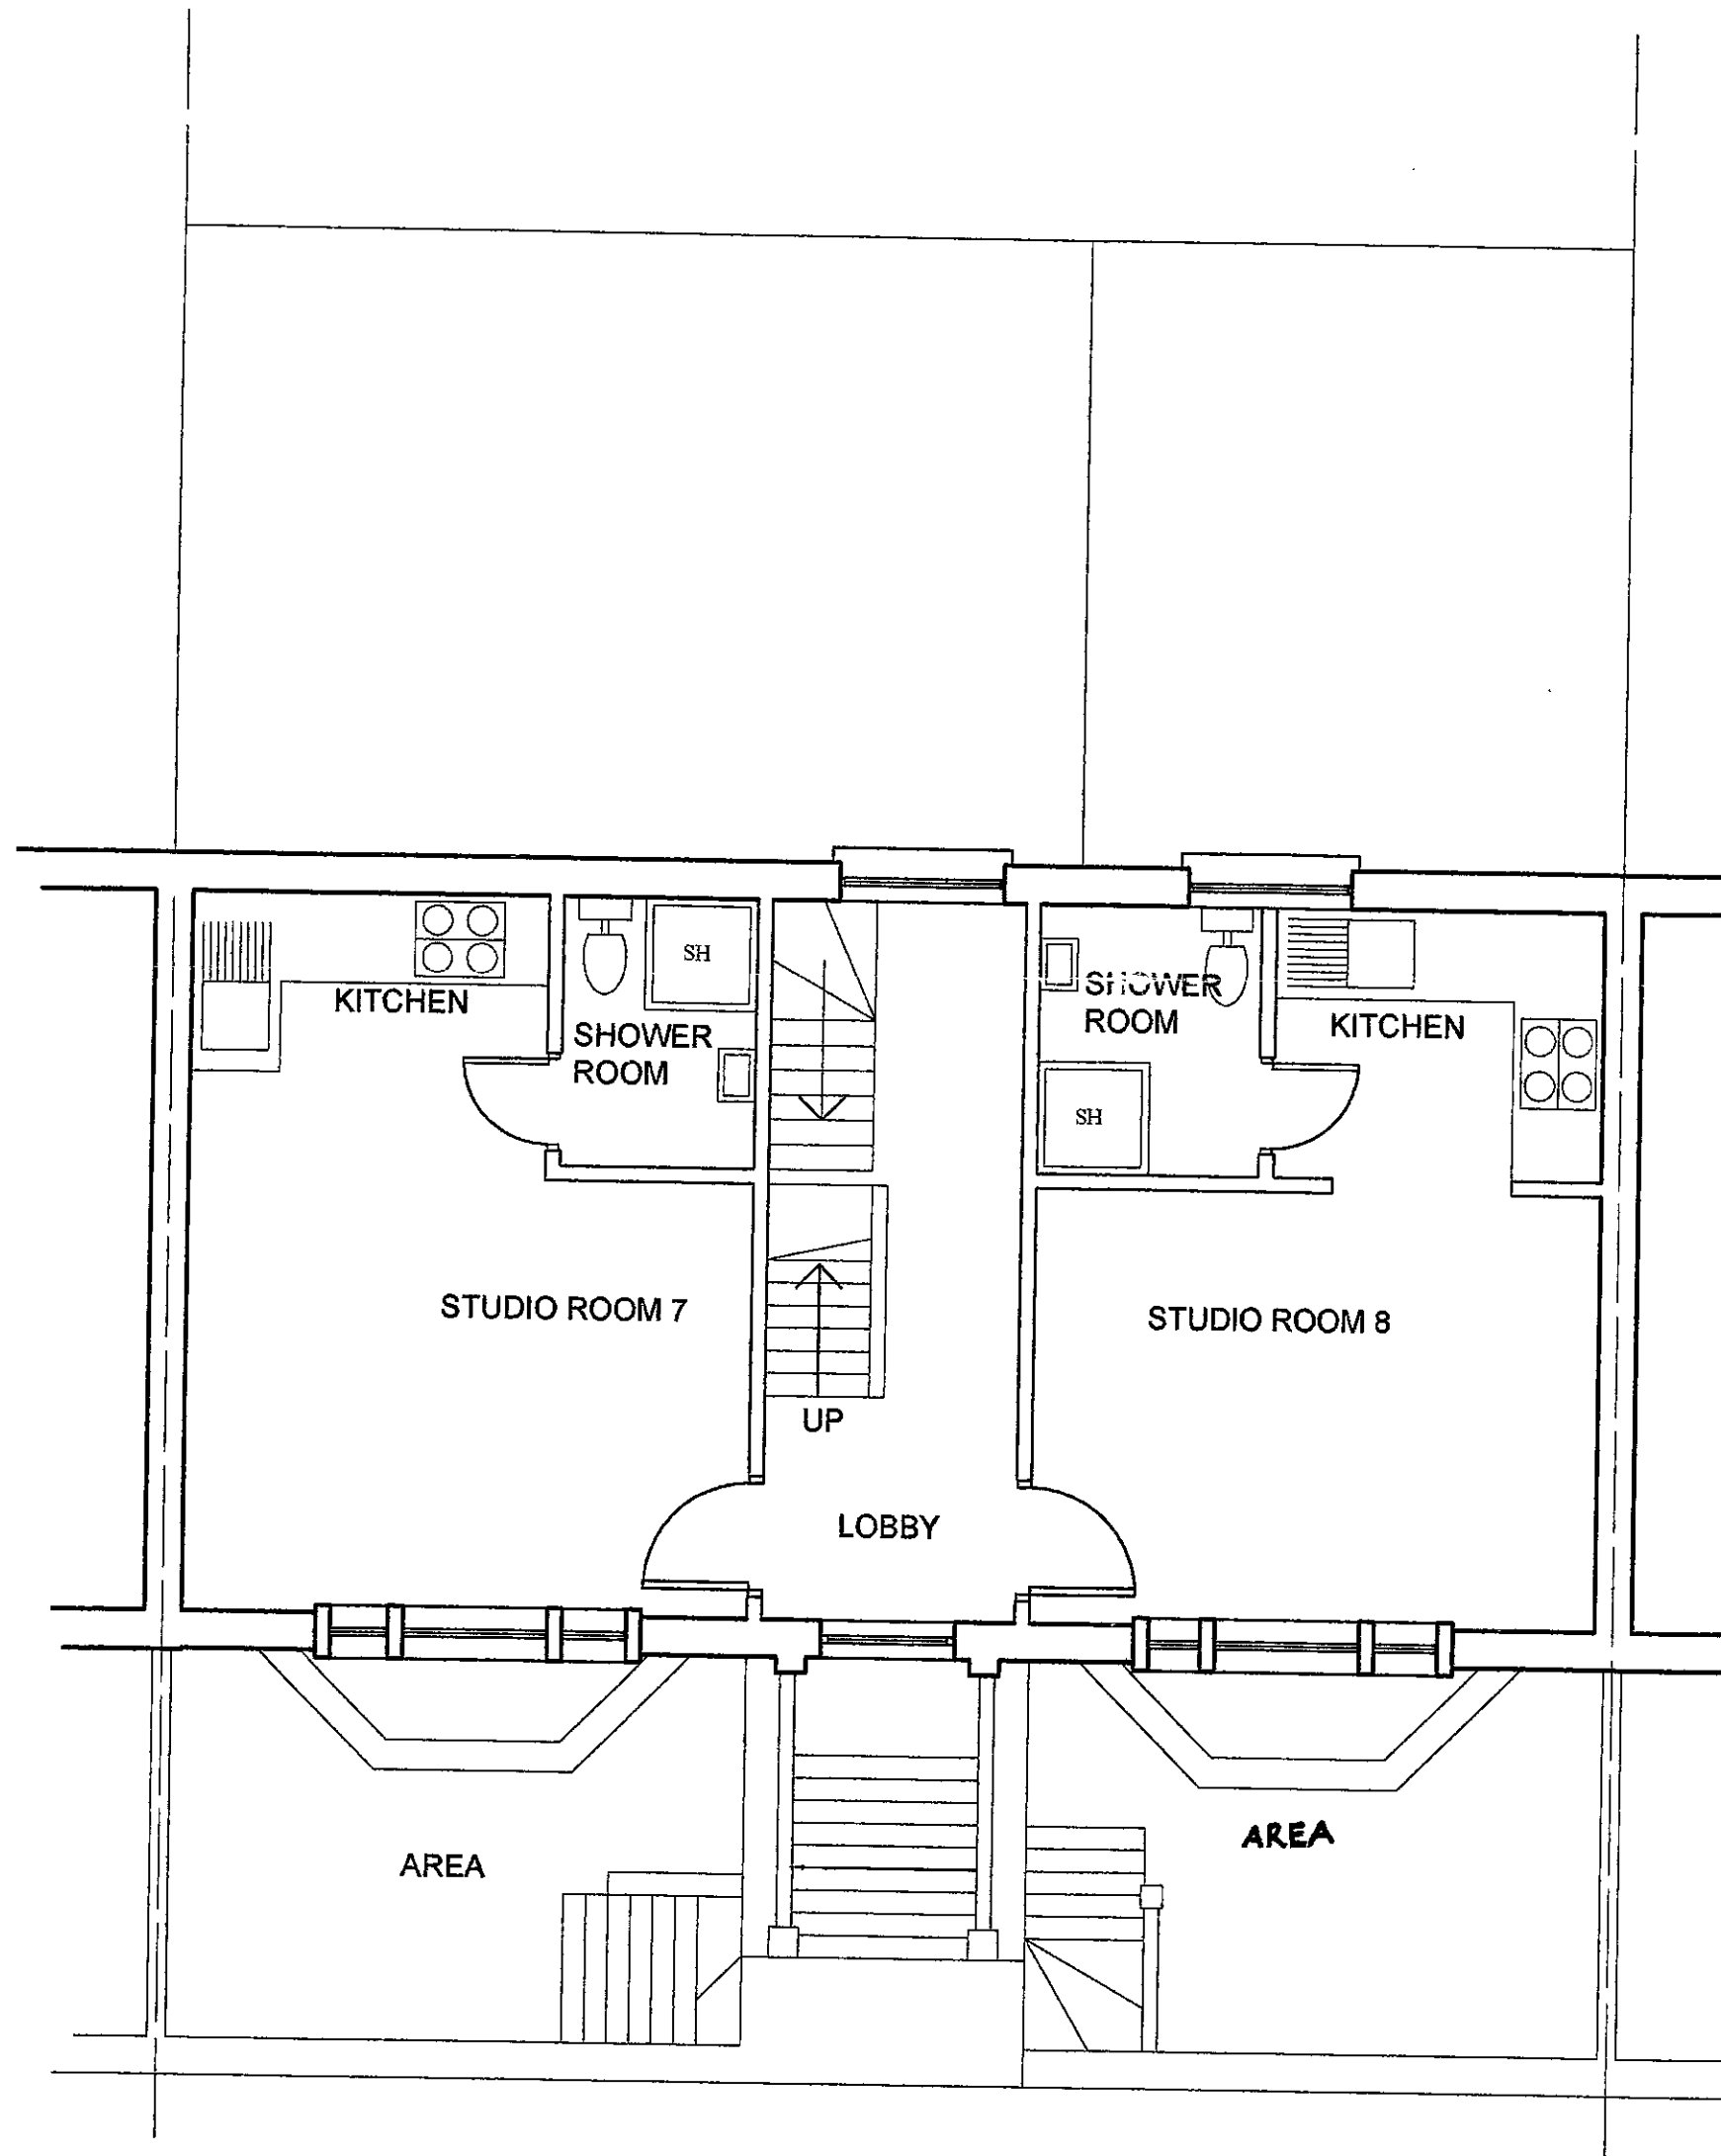 SH
KITCHEN
SHOWER
ROOM
SHOWER
ROOM
KITCHEN
SH
STUDIO ROOM 7
STUDIO ROOM 8
UP
LOBBY
AREA
AREA